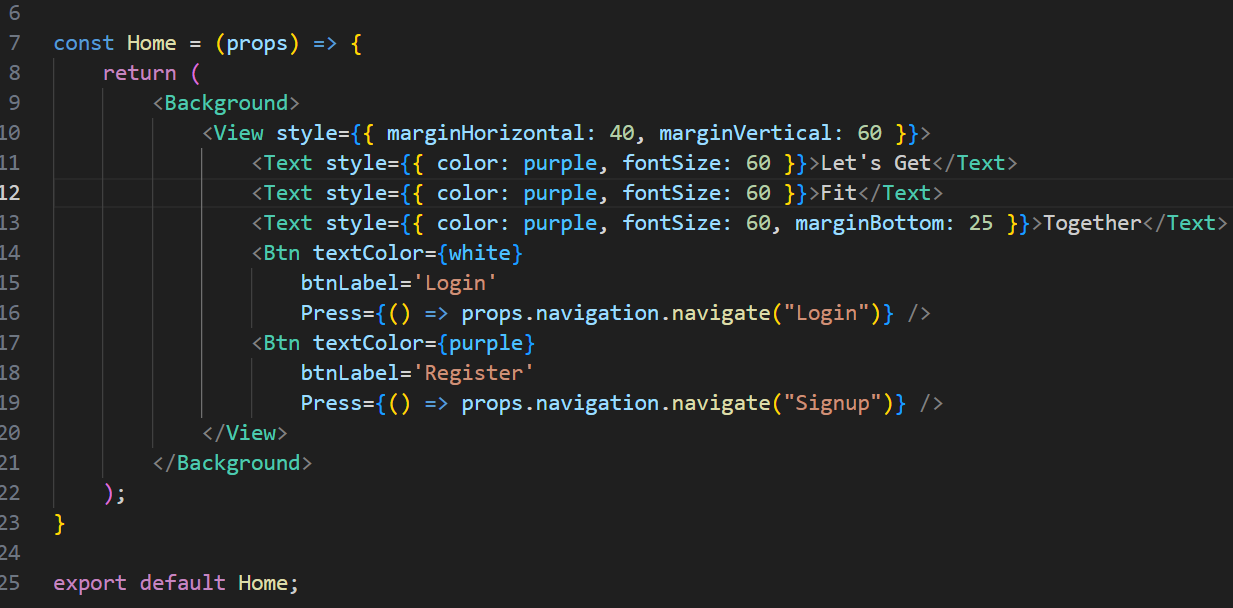 6
7 const Home = (props) => {
8     return (
9         <Background>
10             <View style={{ marginHorizontal: 40, marginVertical: 60 }}>
11                 <Text style={{ color: purple, fontSize: 60 }}>Let's Get</Text>
12                 <Text style={{ color: purple, fontSize: 60 }}>Fit</Text>
13                 <Text style={{ color: purple, fontSize: 60, marginBottom: 25 }}>Together</Text>
14                 <Btn textColor={white}
15                     btnLabel='Login'
16                     Press={() => props.navigation.navigate("Login")} />
17                 <Btn textColor={purple}
18                     btnLabel='Register'
19                     Press={() => props.navigation.navigate("Signup")} />
20             </View>
21         </Background>
22     );
23 }
24
25 export default Home;